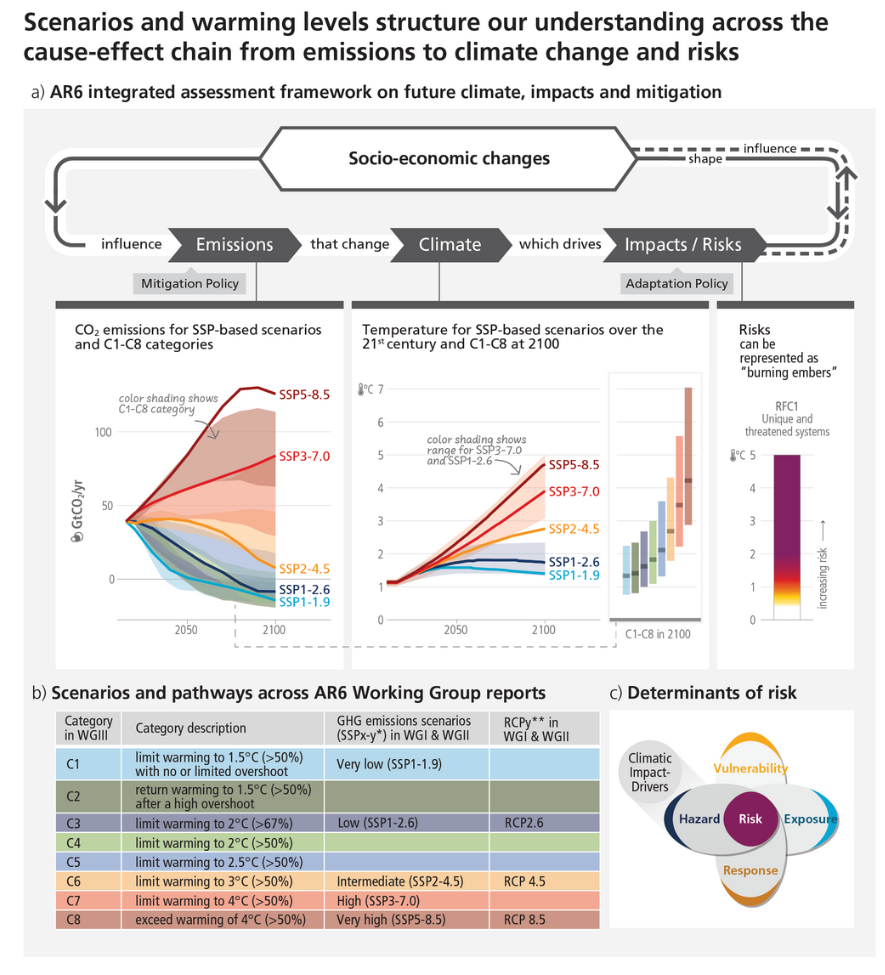 Scenarios and warming levels structure our understanding across the
cause-effect chain from emissions to climate change and risks
a) AR6 integrated assessment framework on future climate, impacts and mitigation
Socio-economic changes
influence
shape
influence
Emissions
that change
Climate
which drives
Impacts / Risks
Mitigation Policy
Adaptation Policy
CO₂ emissions for SSP-based scenarios
and C1-C8 categories
color shading shows
C1-C8 category
GtCO₂/yr
100
50
0
2050
2100
SSP5-8.5
SSP3-7.0
SSP2-4.5
SSP1-2.6
SSP1-1.9
Temperature for SSP-based scenarios over the
21st century and C1-C8 at 2100
°C
7
6
5
4
3
2
1
0
color shading shows
range for SSP3-7.0
and SSP1-2.6
SSP5-8.5
SSP3-7.0
SSP2-4.5
SSP1-2.6
SSP1-1.9
2050
2100
C1-C8 in 2100
Risks
can be
represented as
“burning embers”
RFC1
Unique and
threatened systems
°C
5
4
3
2
1
0
increasing risk
b) Scenarios and pathways across AR6 Working Group reports
Category in WGIII | Category description | GHG emissions scenarios (SSPx-y*) in WGI & WGII | RCPy** in WGI & WGII
C1 | limit warming to 1.5°C (>50%) with no or limited overshoot | Very low (SSP1-1.9)
C2 | return warming to 1.5°C (>50%) after a high overshoot
C3 | limit warming to 2°C (>67%) | Low (SSP1-2.6) | RCP2.6
C4 | limit warming to 2°C (>50%)
C5 | limit warming to 2.5°C (>50%)
C6 | limit warming to 3°C (>50%) | Intermediate (SSP2-4.5) | RCP 4.5
C7 | limit warming to 4°C (>50%) | High (SSP3-7.0)
C8 | exceed warming of 4°C (>50%) | Very high (SSP5-8.5) | RCP 8.5
c) Determinants of risk
Climatic
Impact-
Drivers
Vulnerability
Hazard
Risk
Exposure
Response